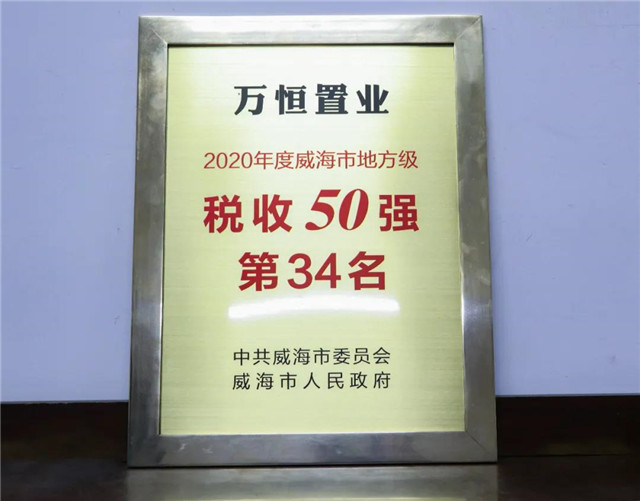 万恒置业
2020年度威海市地方级
税收50强
第34名
中共威海市委员会
威海市人民政府